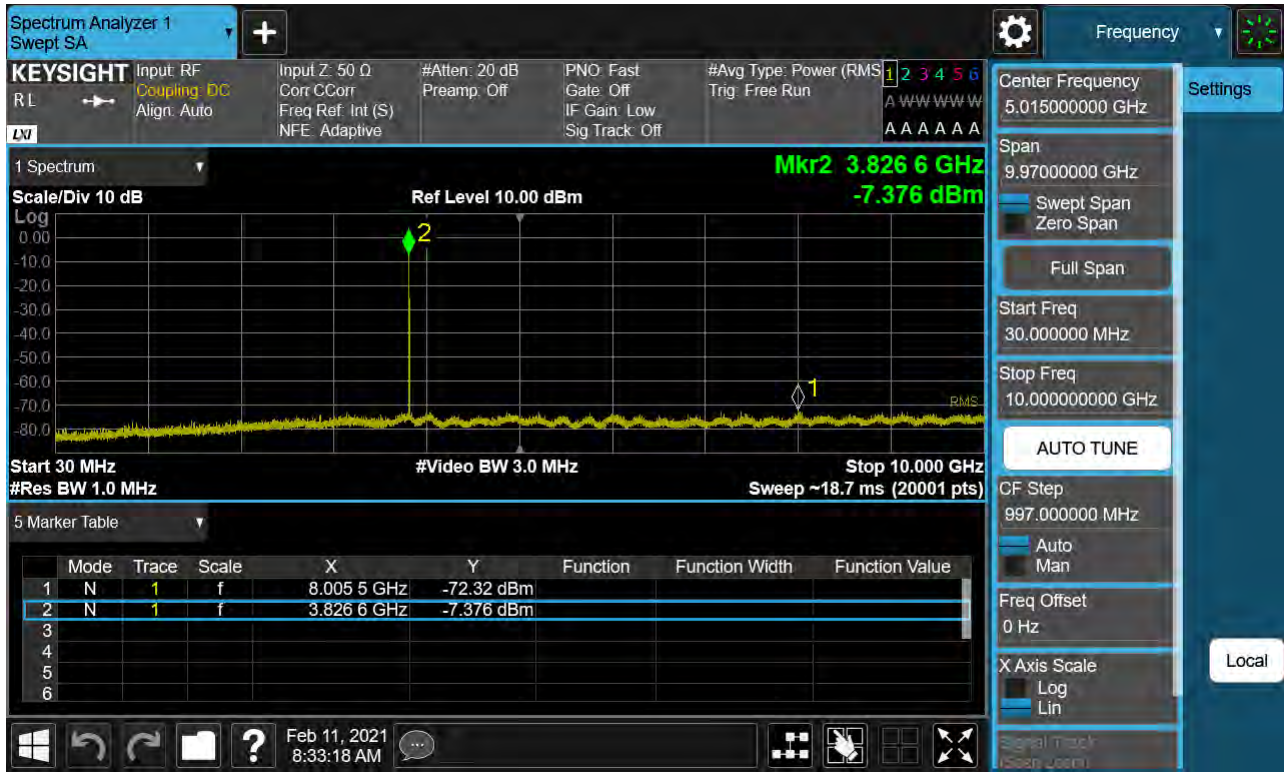 Spectrum Analyzer 1
Swept SA
Frequency
KEYSIGHT
RL
LXI
Input: RF
Coupling: DC
Align: Auto
Input Z: 50 Ω
Corr CCorr
Freq Ref: Int (S)
NFE: Adaptive
#Atten: 20 dB
Preamp: Off
PNO: Fast
Gate: Off
IF Gain: Low
Sig Track: Off
#Avg Type: Power (RMS
Trig: Free Run
1 2 3 4 5 6
A W W W W W
A A A A A A
1 Spectrum
Scale/Div 10 dB
Ref Level 10.00 dBm
Mkr2 3.826 6 GHz
-7.376 dBm
Log
0.00
-10.0
-20.0
-30.0
-40.0
-50.0
-60.0
-70.0
-80.0
2
1
RMS
Start 30 MHz
#Video BW 3.0 MHz
Stop 10.000 GHz
#Res BW 1.0 MHz
Sweep ~18.7 ms (20001 pts)
5 Marker Table
Mode Trace Scale X Y Function Function Width Function Value
1 N 1 f 8.005 5 GHz -72.32 dBm
2 N 1 f 3.826 6 GHz -7.376 dBm
3
4
5
6
Feb 11, 2021
8:33:18 AM
Center Frequency
5.015000000 GHz
Span
9.97000000 GHz
Swept Span
Zero Span
Full Span
Start Freq
30.000000 MHz
Stop Freq
10.000000000 GHz
AUTO TUNE
CF Step
997.000000 MHz
Auto
Man
Freq Offset
0 Hz
X Axis Scale
Log
Lin
Signal Track
(Span Zoom)
Settings
Local